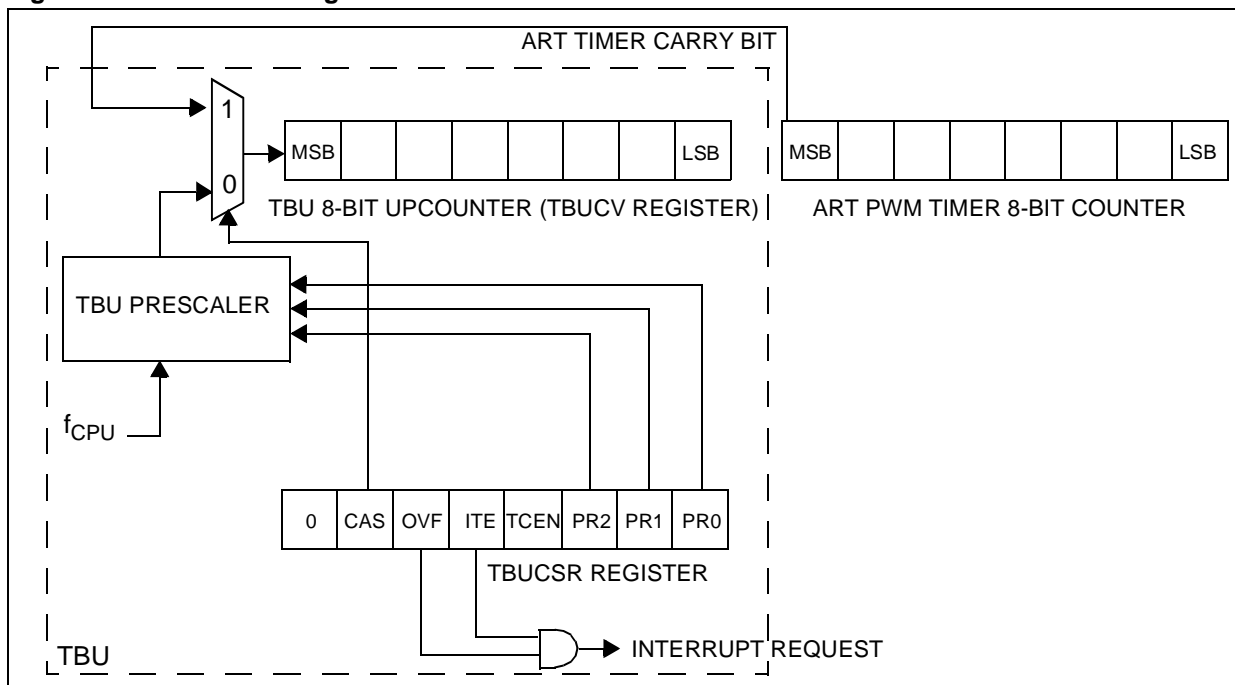 ART TIMER CARRY BIT
1
MSB LSB MSB LSB
0
TBU 8-BIT UPCOUNTER (TBUCV REGISTER) ART PWM TIMER 8-BIT COUNTER
TBU PRESCALER
fCPU
0 CAS OVF ITE TCEN PR2 PR1 PR0
TBUCSR REGISTER
INTERRUPT REQUEST
TBU